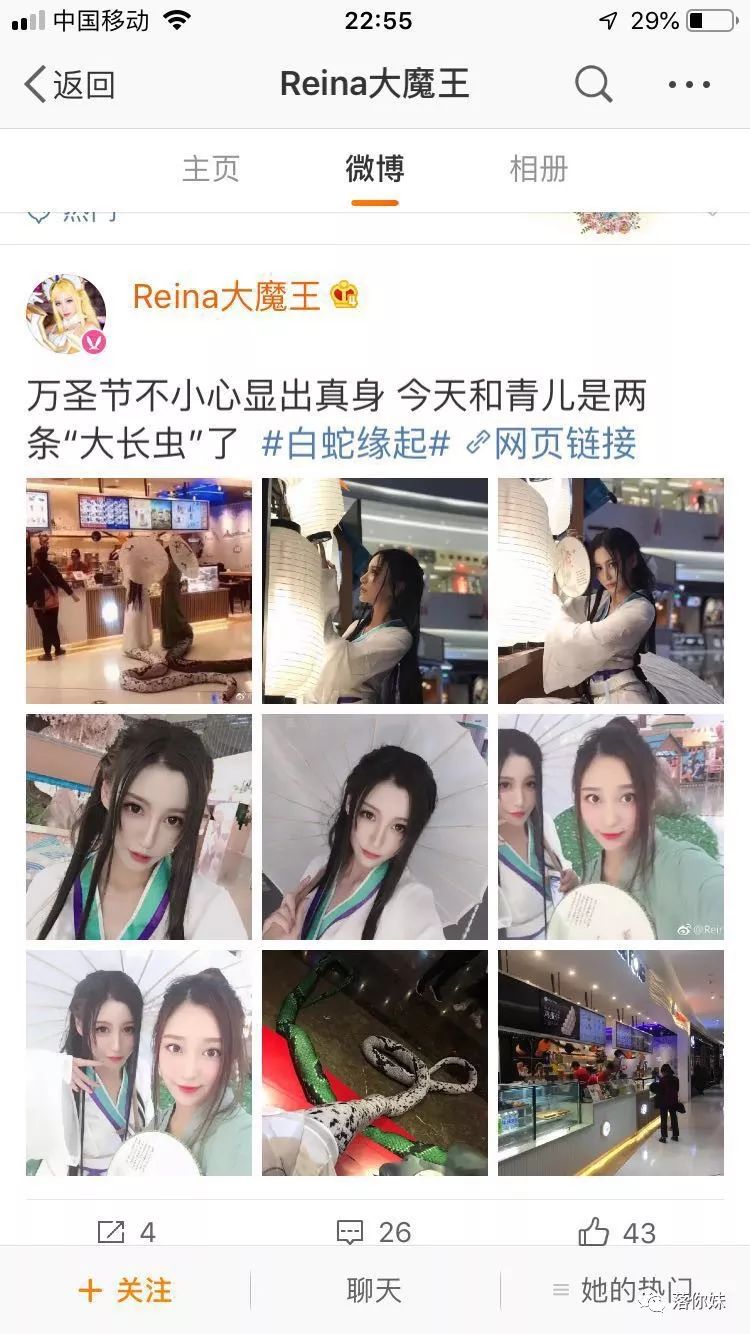 中国移动
22:55
29%
返回
Reina大魔王
主页
微博
相册
热门
Reina大魔王
万圣节不小心显出真身 今天和青儿是两
条“大长虫”了 #白蛇缘起# 网页链接
@Rei
4
26
43
+ 关注
聊天
她的热门
落你妹